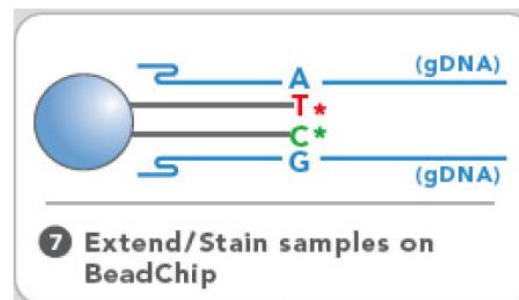 A (gDNA)
T*
C*
G (gDNA)
7 Extend/Stain samples on
BeadChip